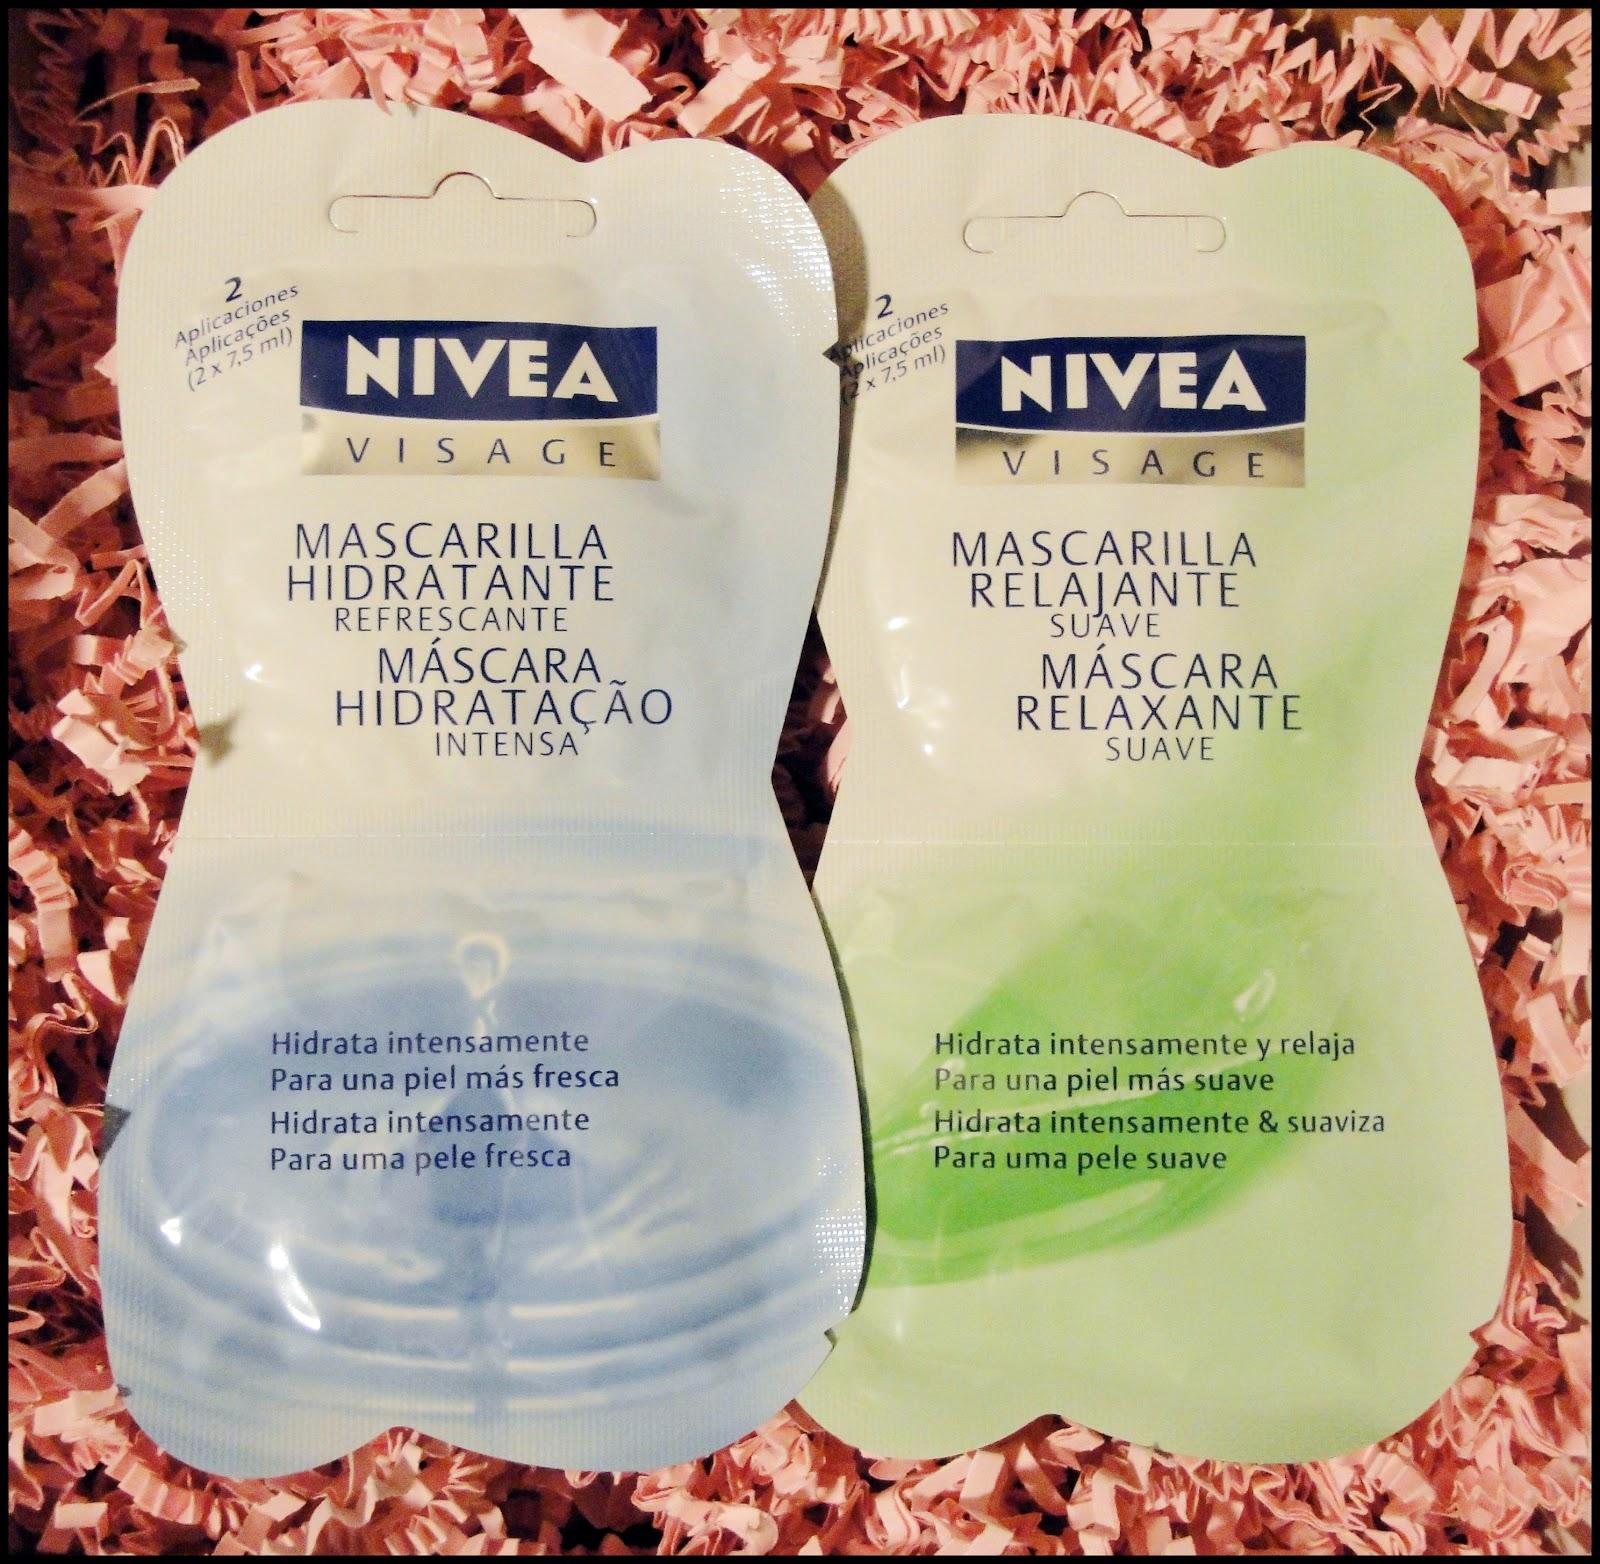 2
Aplicaciones
Aplicações
(2 x 7,5 ml)
NIVEA
VISAGE
MASCARILLA
HIDRATANTE
REFRESCANTE
MÁSCARA
HIDRATAÇÃO
INTENSA
Hidrata intensamente
Para una piel más fresca
Hidrata intensamente
Para uma pele fresca
2
Aplicaciones
Aplicações
(2 x 7,5 ml)
NIVEA
VISAGE
MASCARILLA
RELAJANTE
SUAVE
MÁSCARA
RELAXANTE
SUAVE
Hidrata intensamente y relaja
Para una piel más suave
Hidrata intensamente & suaviza
Para uma pele suave